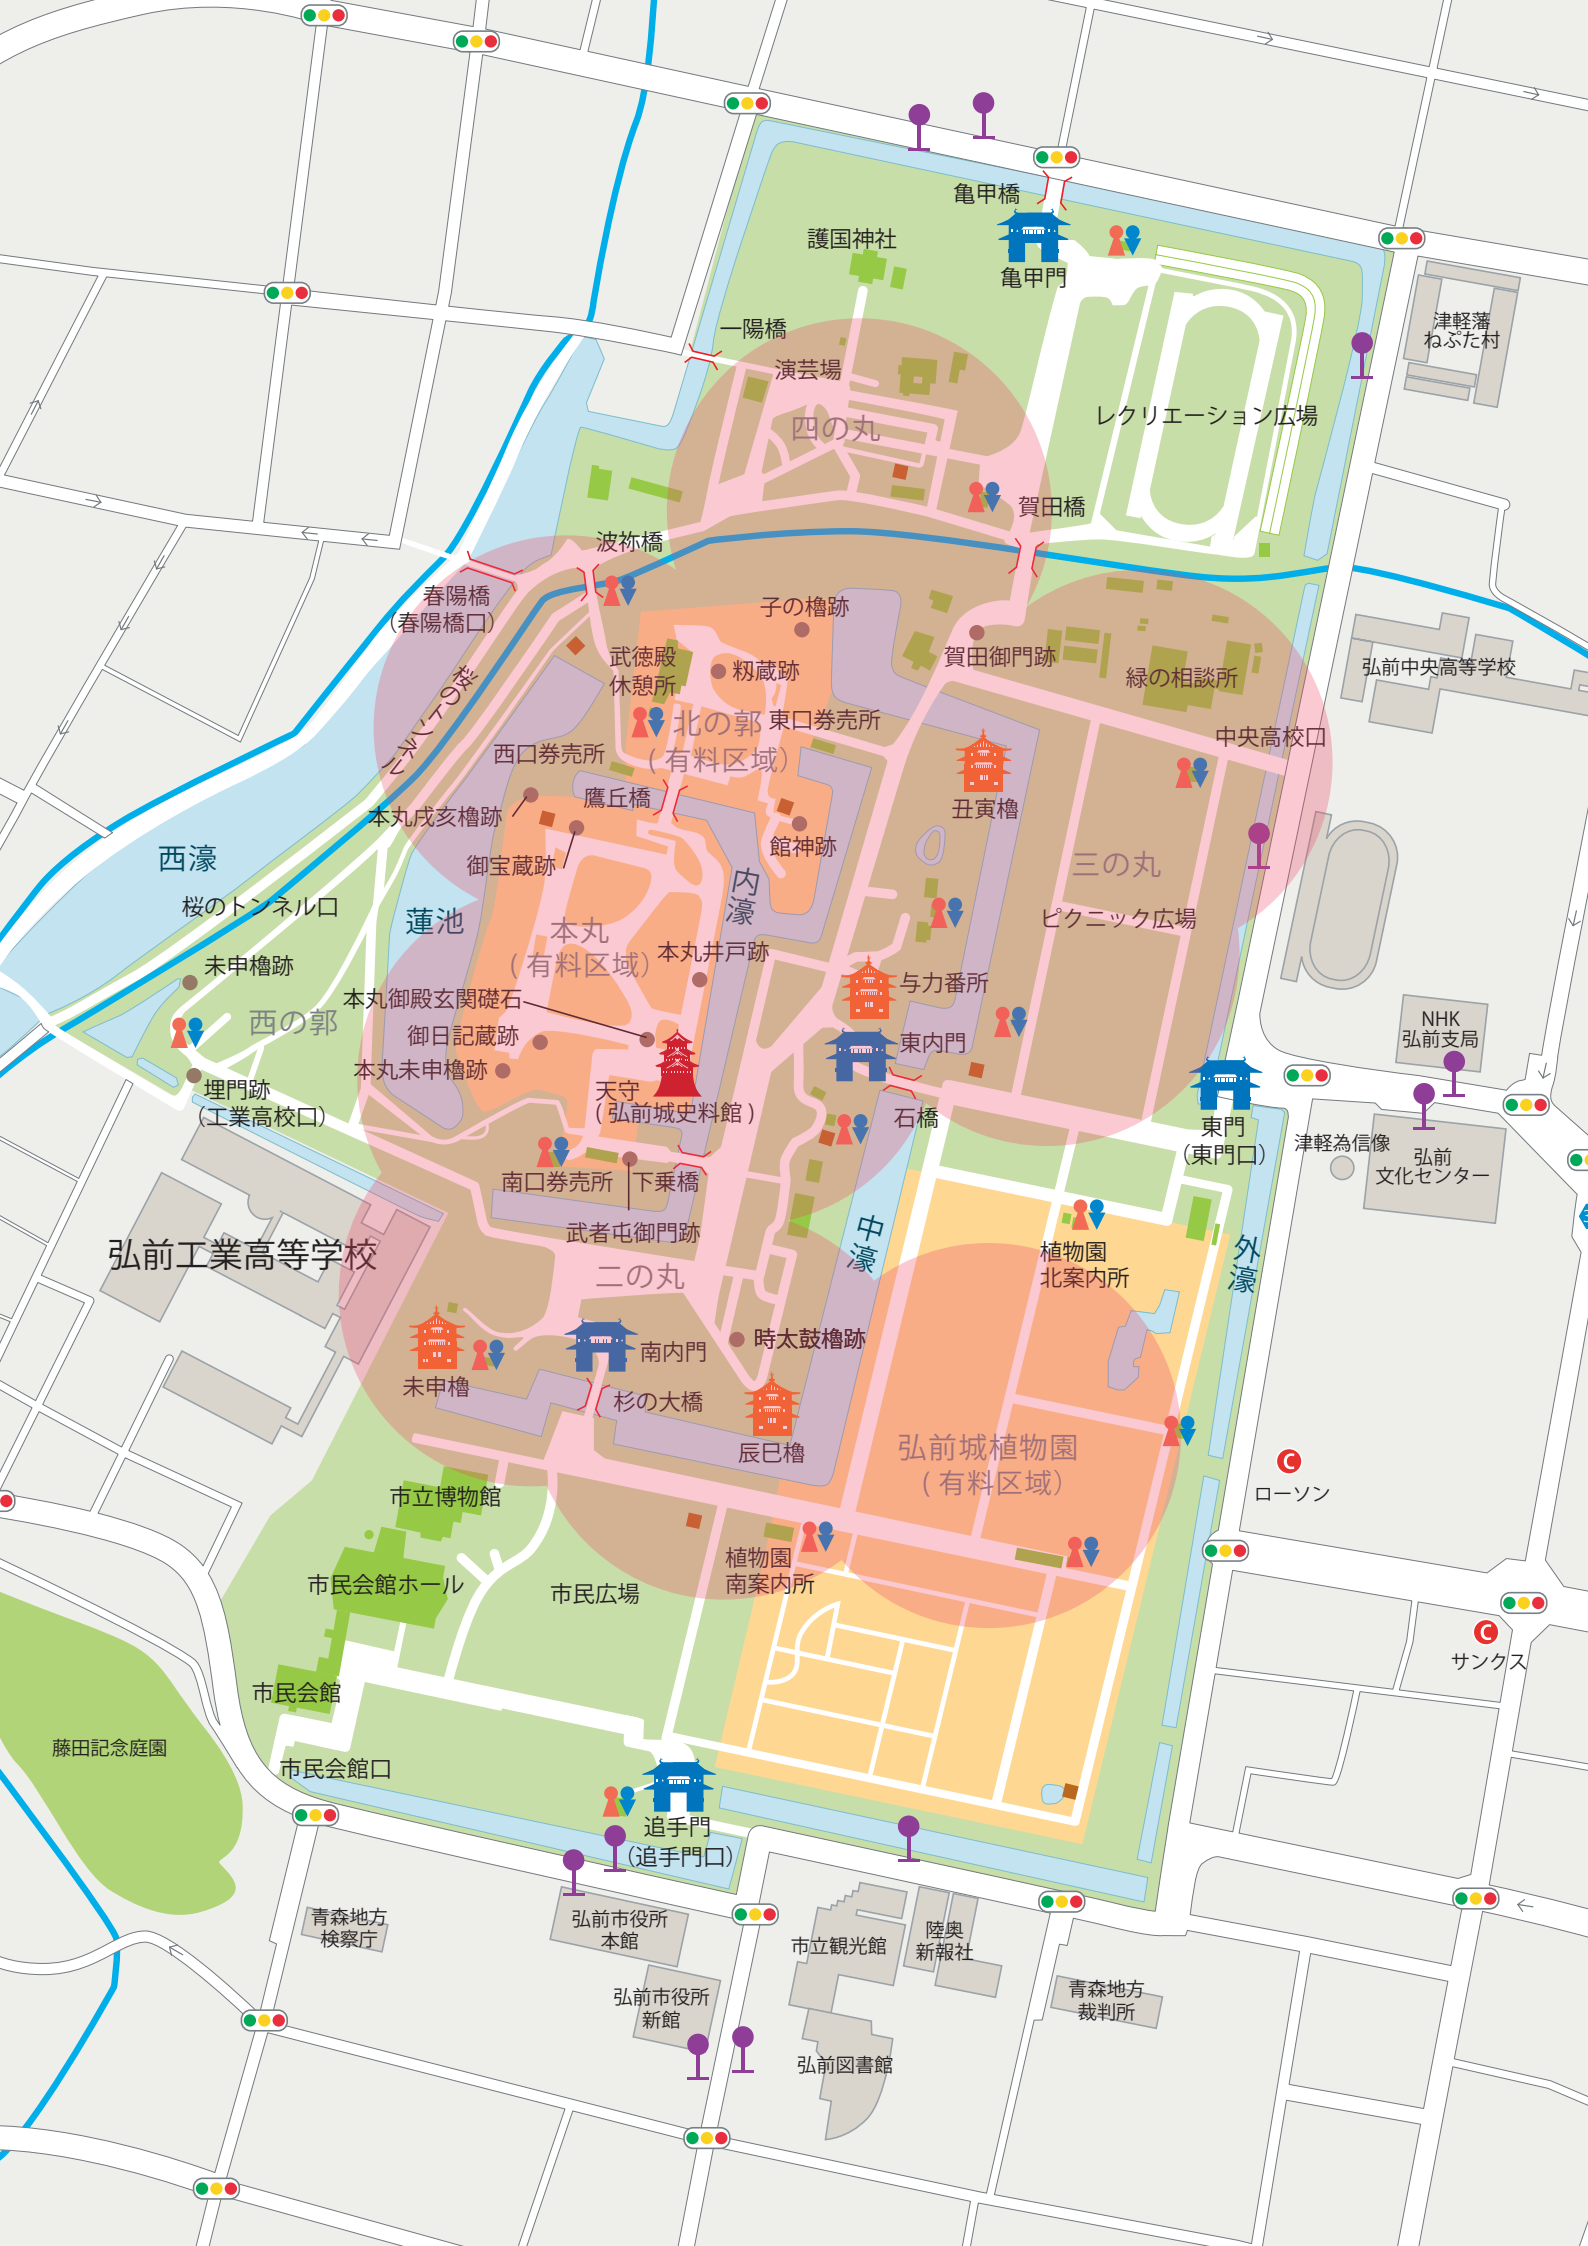 亀甲橋
護国神社
亀甲門
一陽橋
津軽藩
ねぷた村
演芸場
レクリエーション広場
四の丸
賀田橋
波祢橋
春陽橋
(春陽橋口)
子の櫓跡
武徳殿
休憩所
籾蔵跡
賀田御門跡
緑の相談所
弘前中央高等学校
桜のトンネル
北の郭
(有料区域)
東口券売所
中央高校口
西口券売所
鷹丘橋
丑寅櫓
本丸戌亥櫓跡
館神跡
西濠
御宝蔵跡
内濠
三の丸
桜のトンネル口
蓮池
本丸
(有料区域)
ピクニック広場
未申櫓跡
本丸井戸跡
与力番所
本丸御殿玄関礎石
西の郭
御日記蔵跡
東内門
NHK
弘前支局
本丸未申櫓跡
埋門跡
(工業高校口)
天守
(弘前城史料館)
石橋
東門
(東門口)
津軽為信像
弘前
文化センター
南口券売所
下乗橋
武者屯御門跡
中濠
弘前工業高等学校
植物園
北案内所
外濠
二の丸
時太鼓櫓跡
南内門
未申櫓
杉の大橋
辰巳櫓
弘前城植物園
(有料区域)
ローソン
市立博物館
植物園
南案内所
市民会館ホール
市民広場
サンクス
市民会館
藤田記念庭園
市民会館口
追手門
(追手門口)
青森地方
検察庁
弘前市役所
本館
市立観光館
陸奥
新報社
弘前市役所
新館
青森地方
裁判所
弘前図書館